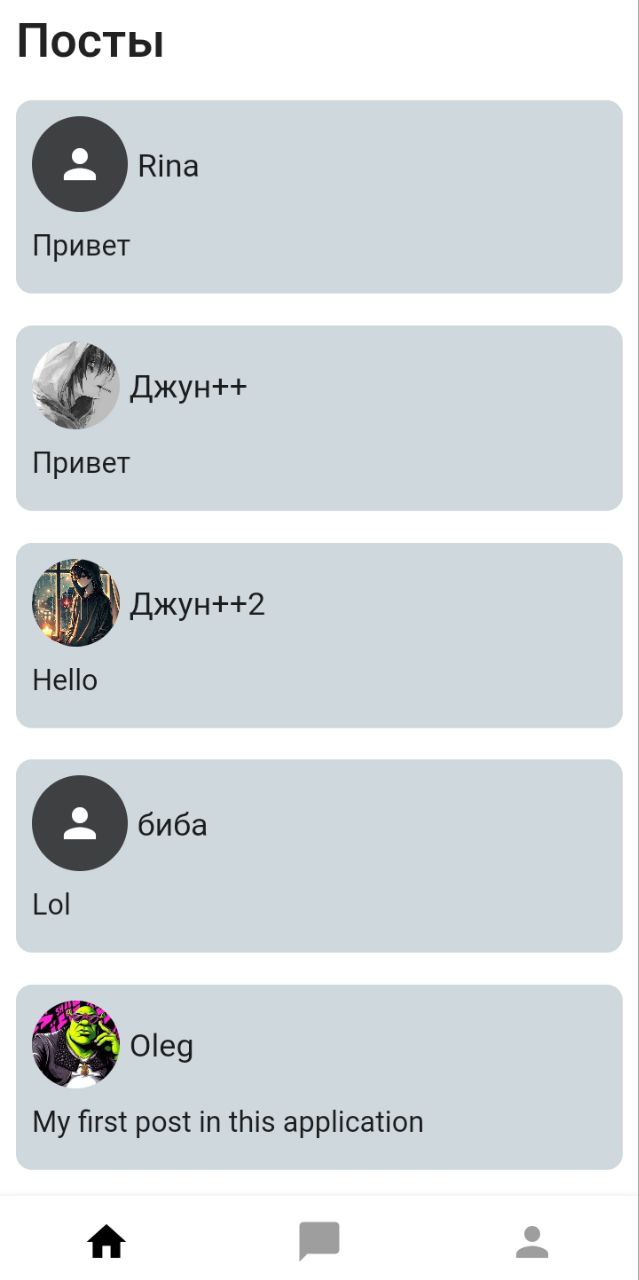 Посты
Rina
Привет
Джун++
Привет
Джун++2
Hello
биба
Lol
Oleg
My first post in this application